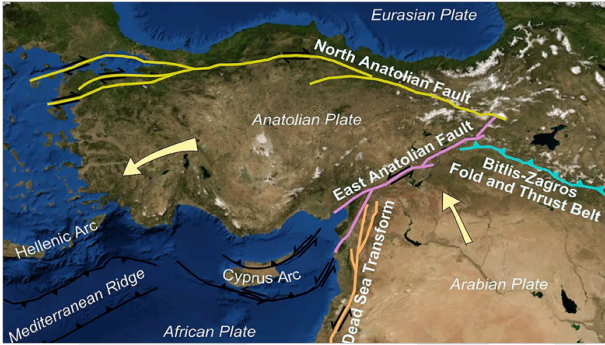 Eurasian Plate
North Anatolian Fault
Anatolian Plate
East Anatolian Fault
Bitlis-Zagros
Fold and Thrust Belt
Hellenic Arc
Cyprus Arc
Dead Sea Transform
Arabian Plate
Mediterranean Ridge
African Plate